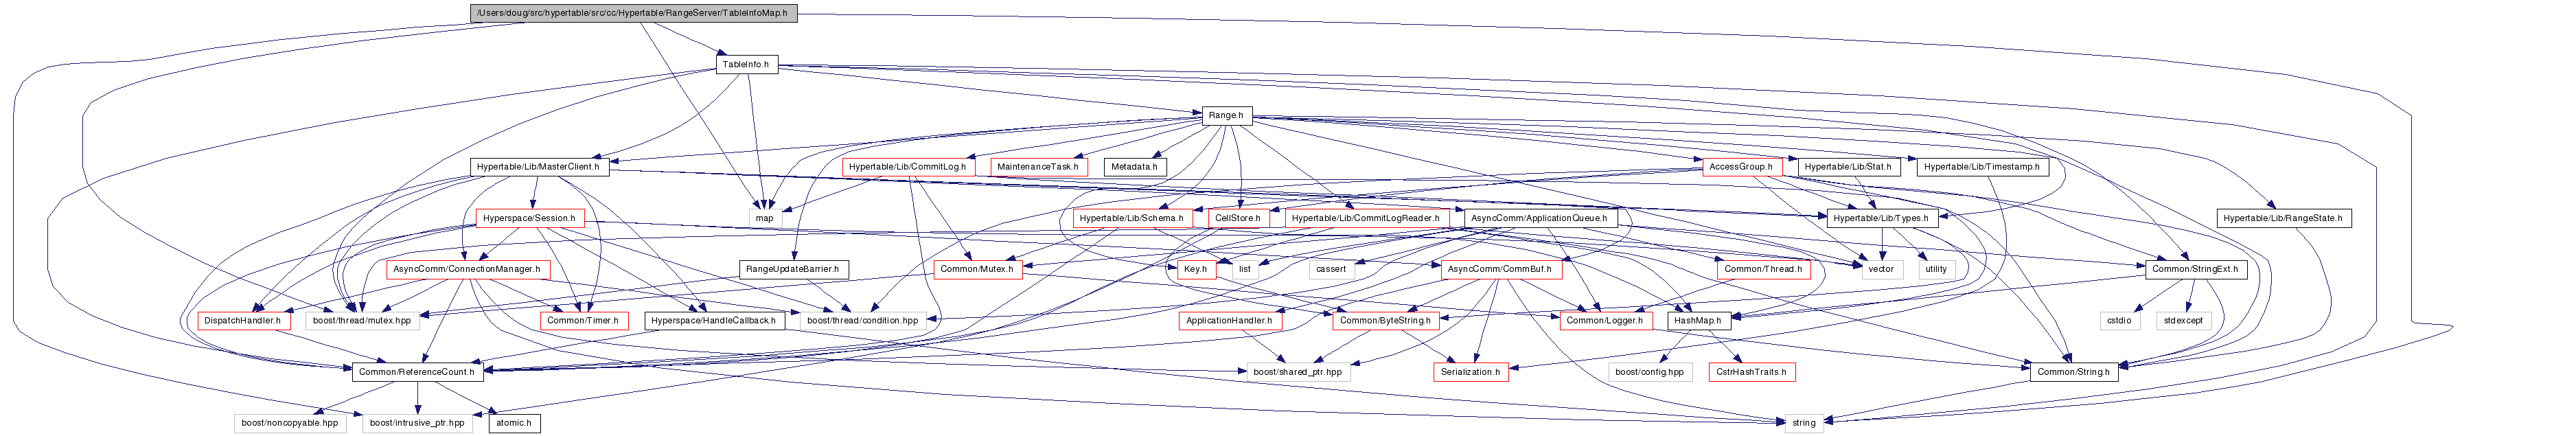 /Users/doug/src/hypertable/src/cc/Hypertable/RangeServer/TableInfoMap.h
TableInfo.h
Range.h
Hypertable/Lib/MasterClient.h
Hypertable/Lib/CommitLog.h
MaintenanceTask.h
Metadata.h
AccessGroup.h
Hypertable/Lib/Stat.h
Hypertable/Lib/Timestamp.h
Hyperspace/Session.h
map
Hypertable/Lib/Schema.h
CellStore.h
Hypertable/Lib/CommitLogReader.h
AsyncComm/ApplicationQueue.h
Hypertable/Lib/Types.h
Hypertable/Lib/RangeState.h
AsyncComm/ConnectionManager.h
RangeUpdateBarrier.h
Common/Mutex.h
Key.h
list
cassert
AsyncComm/CommBuf.h
Common/Thread.h
vector
utility
Common/StringExt.h
DispatchHandler.h
boost/thread/mutex.hpp
Common/Timer.h
Hyperspace/HandleCallback.h
boost/thread/condition.hpp
ApplicationHandler.h
Common/ByteString.h
Common/Logger.h
HashMap.h
cstdio
stdexcept
Common/ReferenceCount.h
boost/shared_ptr.hpp
Serialization.h
boost/config.hpp
CstrHashTraits.h
Common/String.h
boost/noncopyable.hpp
boost/intrusive_ptr.hpp
atomic.h
string